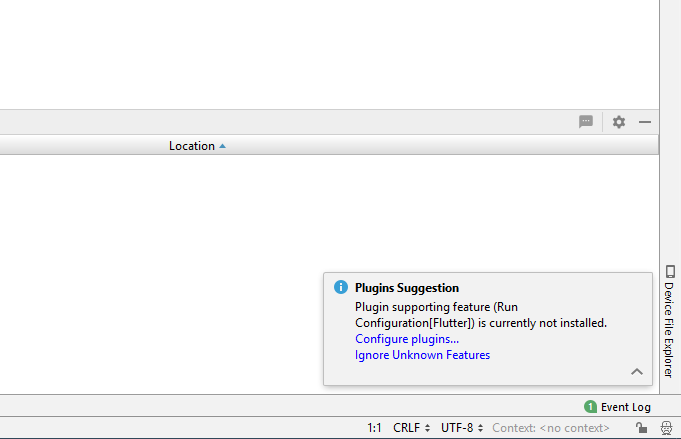 Location
Plugins Suggestion
Plugin supporting feature (Run
Configuration[Flutter]) is currently not installed.
Configure plugins...
Ignore Unknown Features
Device File Explorer
1 Event Log
1:1 CRLF UTF-8 Context: <no context>